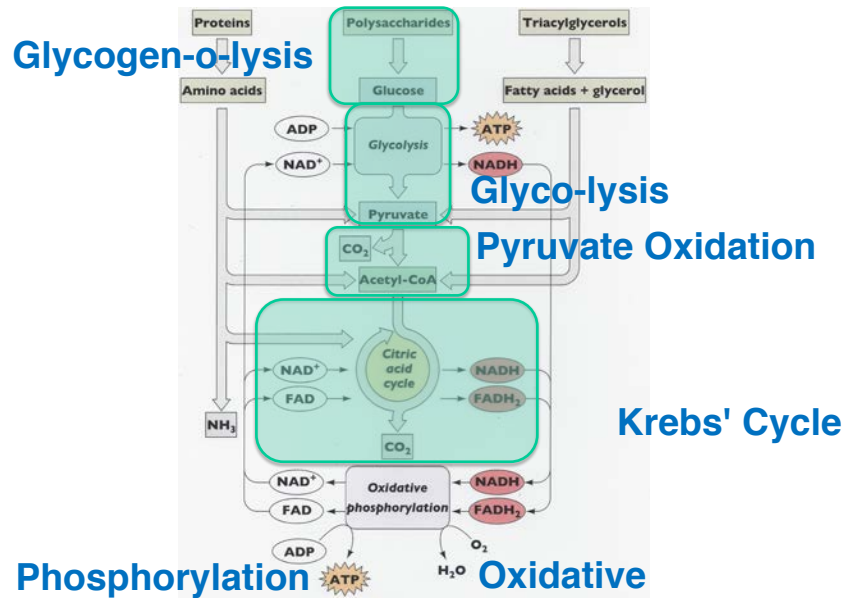 Proteins
Polysaccharides
Triacylglycerols
Glycogen-o-lysis
Amino acids
Glucose
Fatty acids + glycerol
ADP
ATP
Glycolysis
NAD+
NADH
Glyco-lysis
Pyruvate
CO2
Pyruvate Oxidation
Acetyl-CoA
NAD+
Citric
acid
cycle
NADH
FAD
FADH2
NH3
Krebs' Cycle
CO2
NAD+
Oxidative
phosphorylation
NADH
FAD
FADH2
ADP
O2
H2O
Phosphorylation
ATP
Oxidative